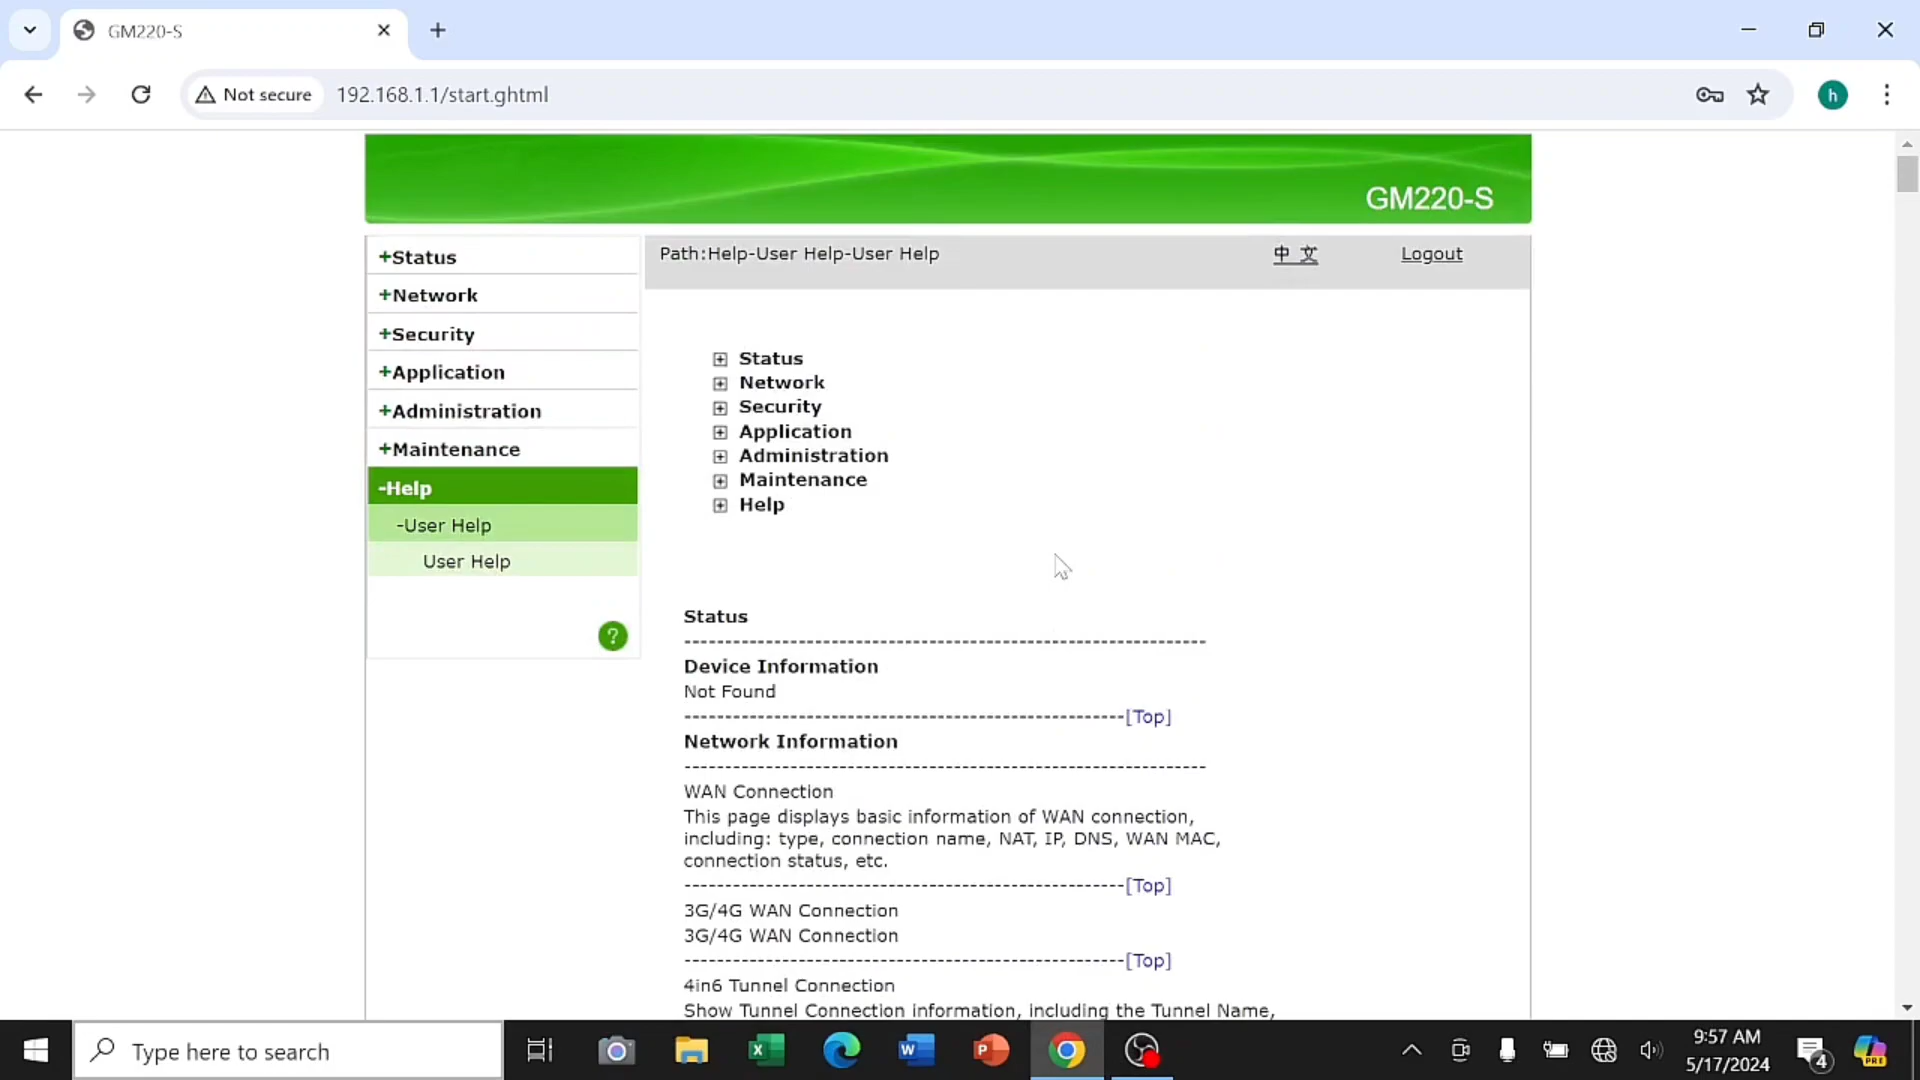 GM220-S
Not secure
192.168.1.1/start.ghtml
h
GM220-S
+Status
+Network
+Security
+Application
+Administration
+Maintenance
-Help
-User Help
User Help
?
Path:Help-User Help-User Help
中 文
Logout
Status
Network
Security
Application
Administration
Maintenance
Help
Status
----------------------------------------------------------------
Device Information
Not Found
------------------------------------------------------[Top]
Network Information
----------------------------------------------------------------
WAN Connection
This page displays basic information of WAN connection,
including: type, connection name, NAT, IP, DNS, WAN MAC,
connection status, etc.
------------------------------------------------------[Top]
3G/4G WAN Connection
3G/4G WAN Connection
------------------------------------------------------[Top]
4in6 Tunnel Connection
Show Tunnel Connection information, including the Tunnel Name,
Type here to search
9:57 AM
5/17/2024
4
PRE